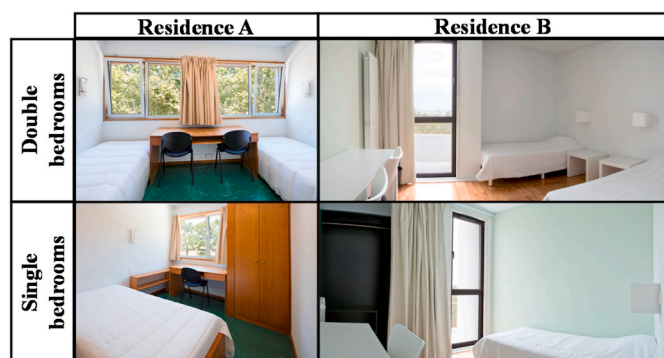 Residence A
Residence B
Double
bedrooms
Single
bedrooms